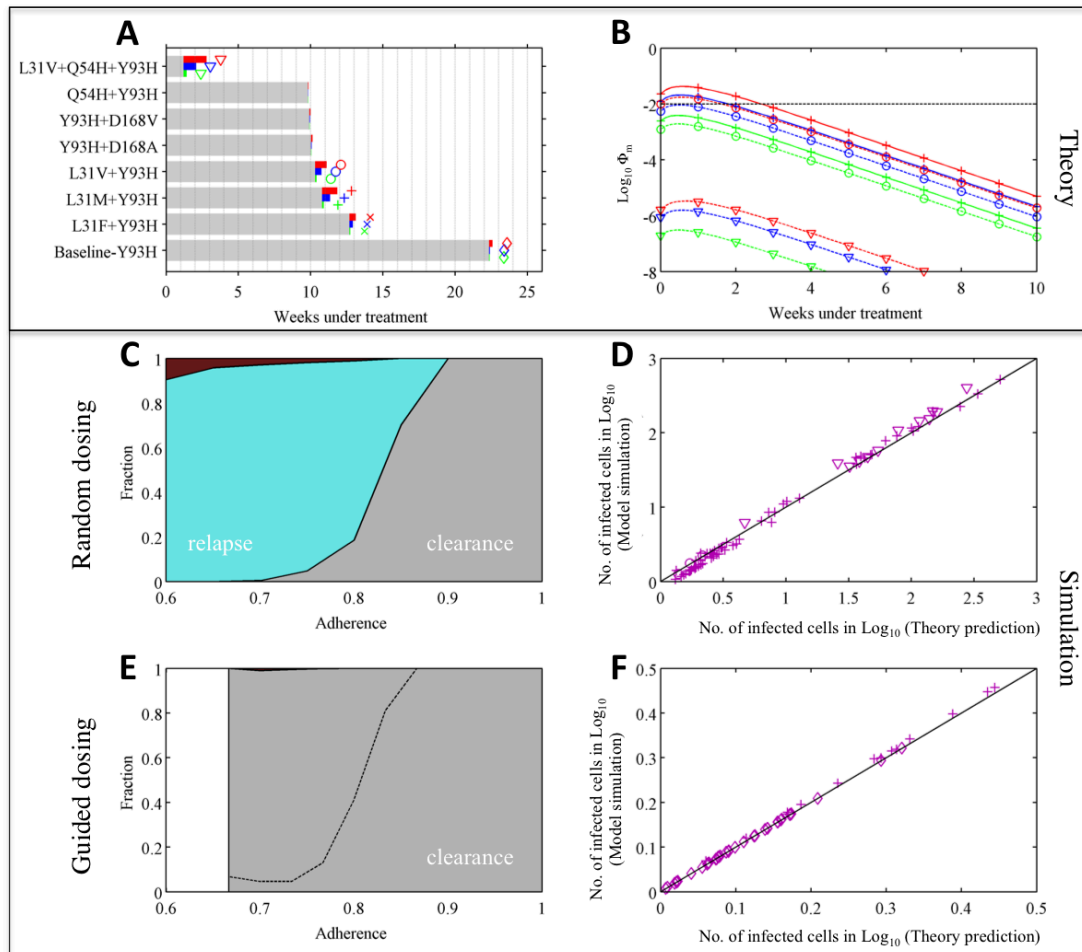 A
L31V+Q54H+Y93H
Q54H+Y93H
Y93H+D168V
Y93H+D168A
L31V+Y93H
L31M+Y93H
L31F+Y93H
Baseline-Y93H
0 5 10 15 20 25
Weeks under treatment
B
0
-2
-4
-6
-8
Log10 Φm
0 2 4 6 8 10
Weeks under treatment
Theory
Random dosing
C
1
0.8
0.6
0.4
0.2
0
Fraction
relapse
clearance
0.6 0.7 0.8 0.9 1
Adherence
D
3
2
1
0
No. of infected cells in Log10
(Model simulation)
0 0.5 1 1.5 2 2.5 3
No. of infected cells in Log10 (Theory prediction)
Simulation
Guided dosing
E
1
0.8
0.6
0.4
0.2
0
Fraction
clearance
0.6 0.7 0.8 0.9 1
Adherence
F
0.5
0.4
0.3
0.2
0.1
0
No. of infected cells in Log10
(Model simulation)
0 0.1 0.2 0.3 0.4 0.5
No. of infected cells in Log10 (Theory prediction)